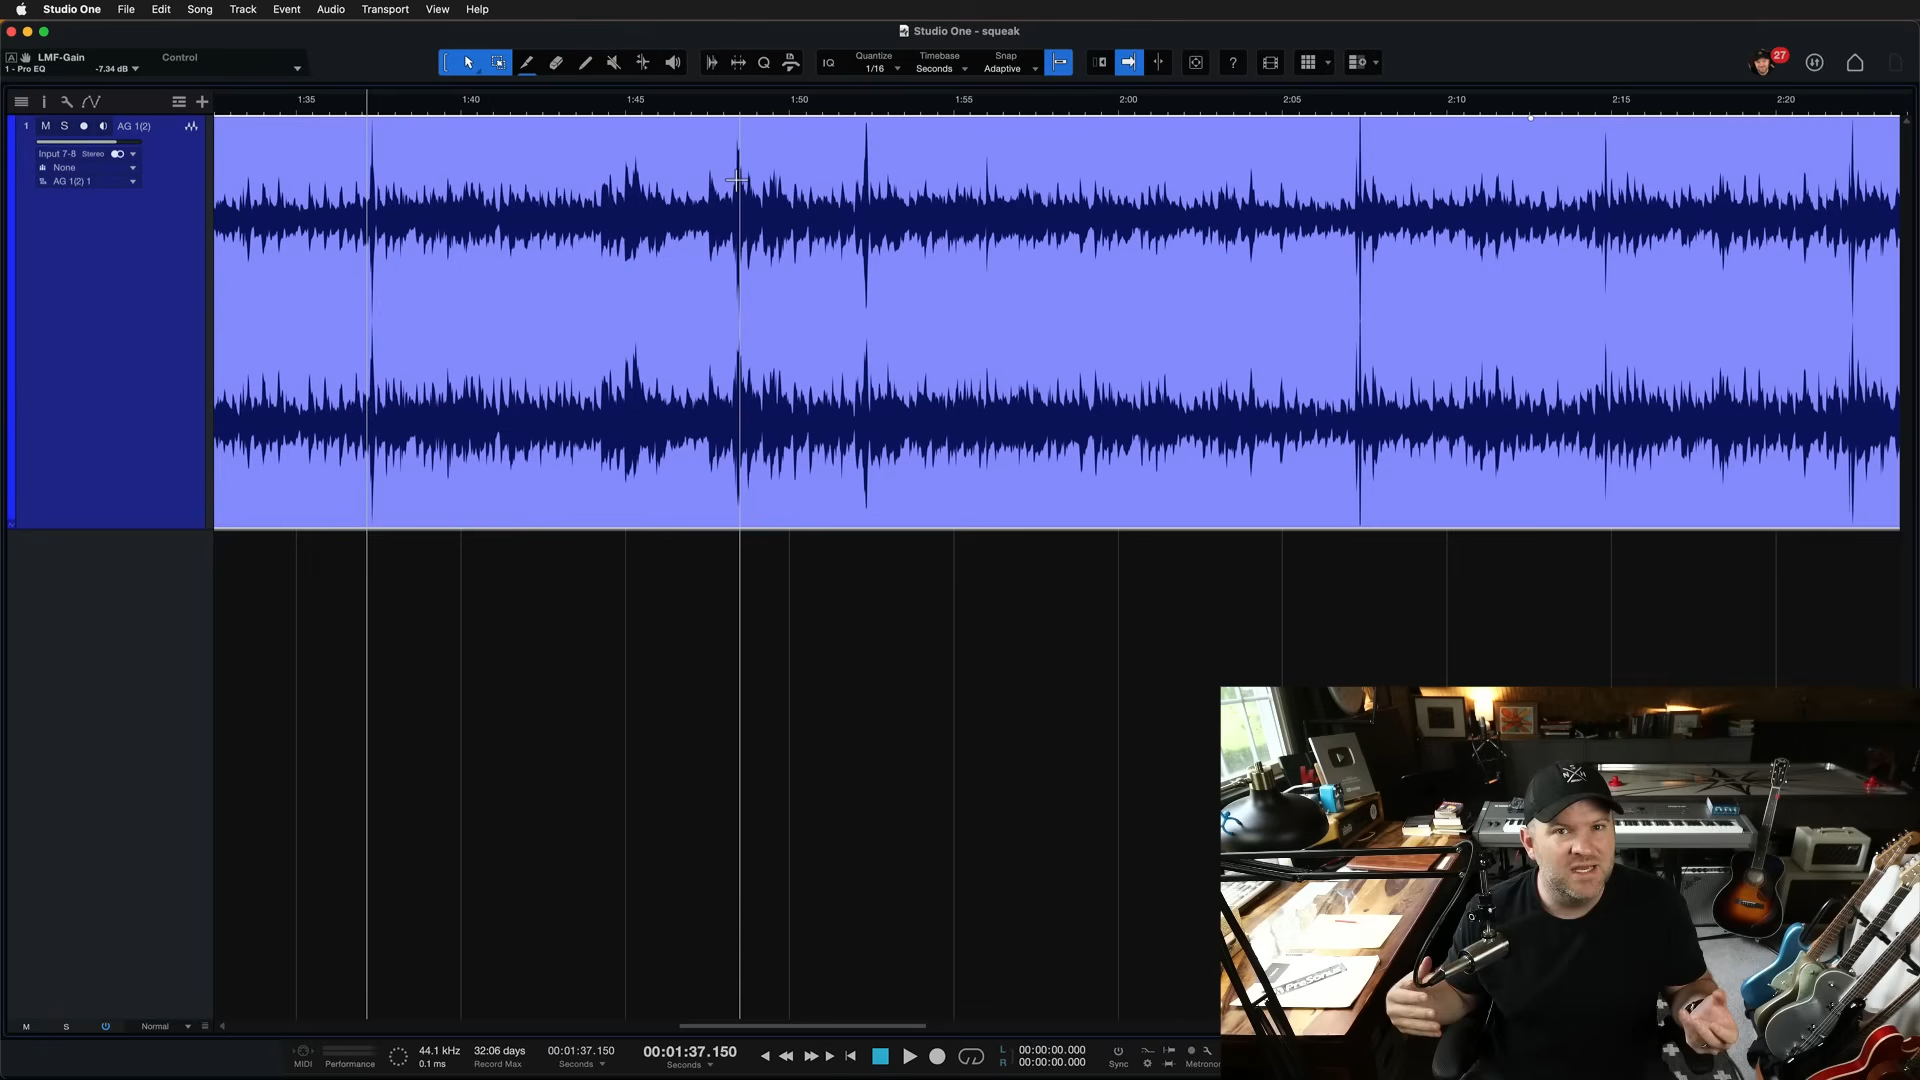 Studio One File Edit Song Track Event Audio Transport View Help
Studio One - squeak
LMF-Gain Control
1 - Pro EQ -7.34 dB
IQ
Quantize
1/16
Timebase
Seconds
Snap
Adaptive
?
27
1:35 1:40 1:45 1:50 1:55 2:00 2:05 2:10 2:15 2:20
1 M S AG 1(2)
Input 7-8 Stereo
None
AG 1(2) 1
M S Normal
MIDI
Performance
44.1 kHz
0.1 ms
32:06 days
Record Max
00:00:01:37.150
Seconds
00:00:01:37.150
Seconds
L 00:00:00.000
R 00:00:00.000
Sync
Metronor
PreSonus